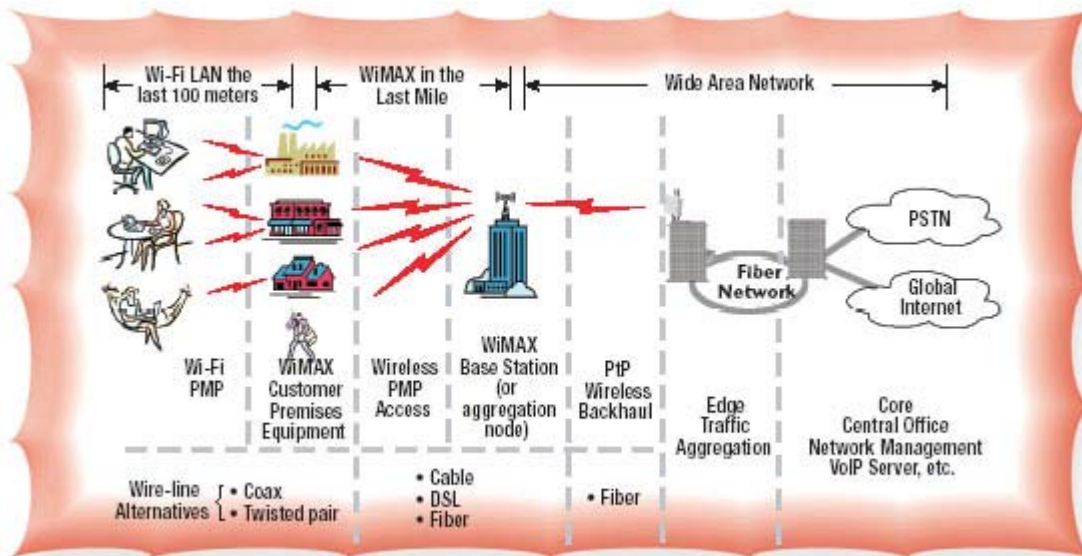 Wi-Fi LAN the
last 100 meters
WiMAX in the
Last Mile
Wide Area Network
PSTN
Fiber
Network
Global
Internet
Wi-Fi
PMP
WiMAX
Customer
Premises
Equipment
Wireless
PMP
Access
WiMAX
Base Station
(or
aggregation
node)
PtP
Wireless
Backhaul
Edge
Traffic
Aggregation
Core
Central Office
Network Management
VoIP Server, etc.
Wire-line
Alternatives
• Coax
• Twisted pair
• Cable
• DSL
• Fiber
• Fiber